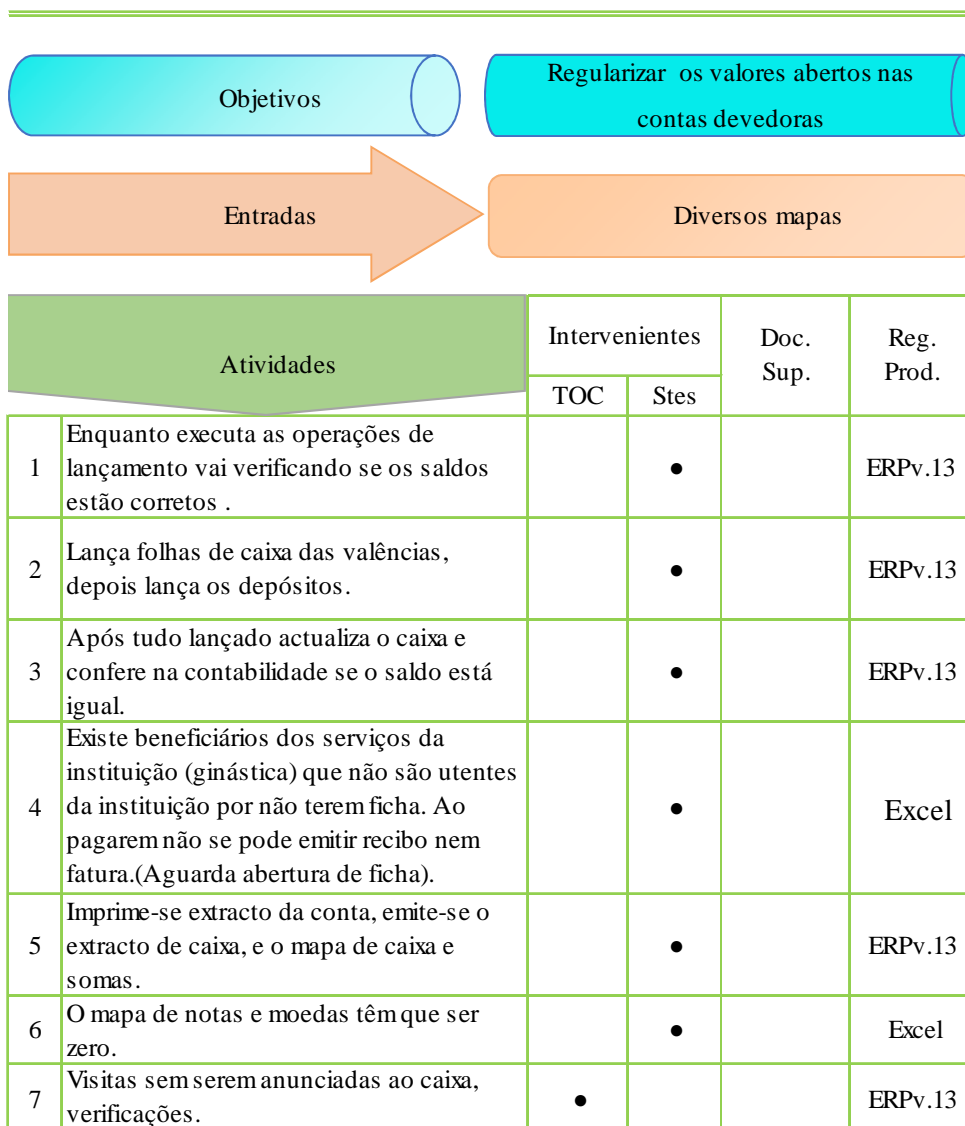 Objetivos
Regularizar os valores abertos nas
contas devedoras
Entradas
Diversos mapas
Atividades
Intervenientes
Doc.
Sup.
Reg.
Prod.
TOC
Stes
1
Enquanto executa as operações de
lançamento vai verificando se os saldos
estão corretos .
●
ERPv.13
2
Lança folhas de caixa das valências,
depois lança os depósitos.
●
ERPv.13
3
Após tudo lançado actualiza o caixa e
confere na contabilidade se o saldo está
igual.
●
ERPv.13
4
Existe beneficiários dos serviços da
instituição (ginástica) que não são utentes
da instituição por não terem ficha. Ao
pagarem não se pode emitir recibo nem
fatura.(Aguarda abertura de ficha).
●
Excel
5
Imprime-se extracto da conta, emite-se o
extracto de caixa, e o mapa de caixa e
somas.
●
ERPv.13
6
O mapa de notas e moedas têm que ser
zero.
●
Excel
7
Visitas sem serem anunciadas ao caixa,
verificações.
●
ERPv.13